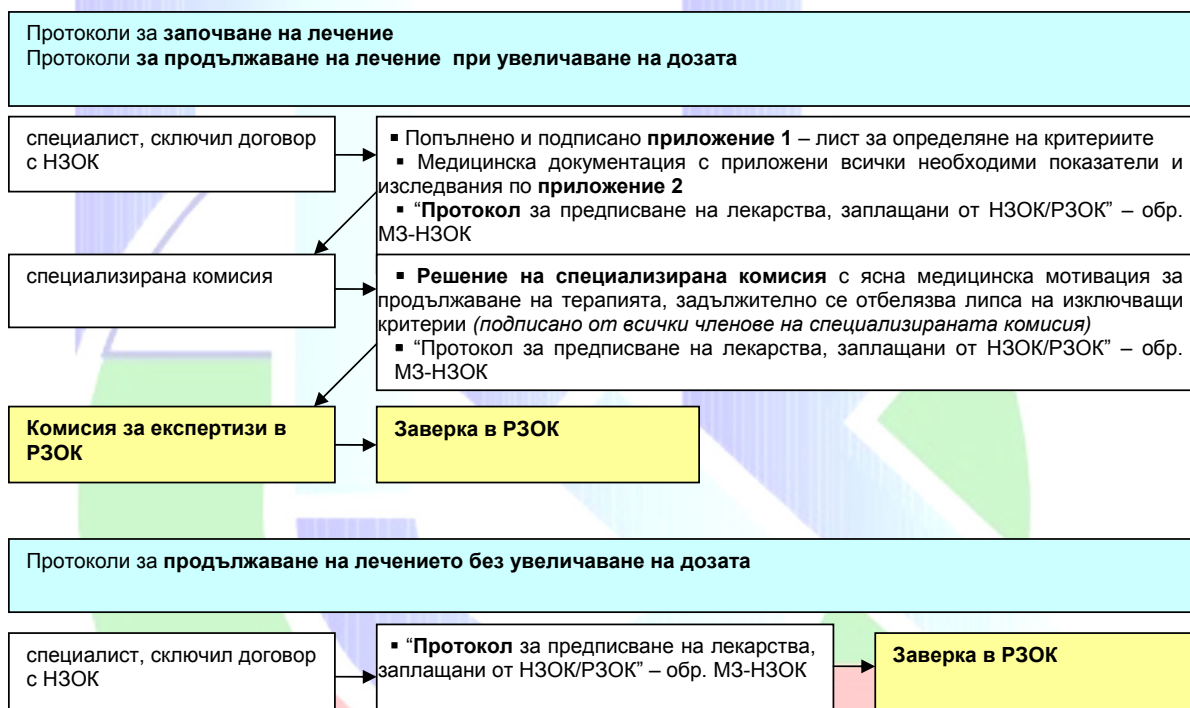 Протоколи за започване на лечение
Протоколи за продължаване на лечение при увеличаване на дозата
специалист, сключил договор
с НЗОК
▪ Попълнено и подписано приложение 1 – лист за определяне на критериите
▪ Медицинска документация с приложени всички необходими показатели и
изследвания по приложение 2
▪ “Протокол за предписване на лекарства, заплащани от НЗОК/РЗОК” – обр.
МЗ-НЗОК
специализирана комисия
▪ Решение на специализирана комисия с ясна медицинска мотивация за
продължаване на терапията, задължително се отбелязва липса на изключващи
критерии (подписано от всички членове на специализираната комисия)
▪ “Протокол за предписване на лекарства, заплащани от НЗОК/РЗОК” – обр.
МЗ-НЗОК
Комисия за експертизи в
РЗОК
Заверка в РЗОК
Протоколи за продължаване на лечението без увеличаване на дозата
специалист, сключил договор
с НЗОК
▪ “Протокол за предписване на лекарства,
заплащани от НЗОК/РЗОК” – обр. МЗ-НЗОК
Заверка в РЗОК